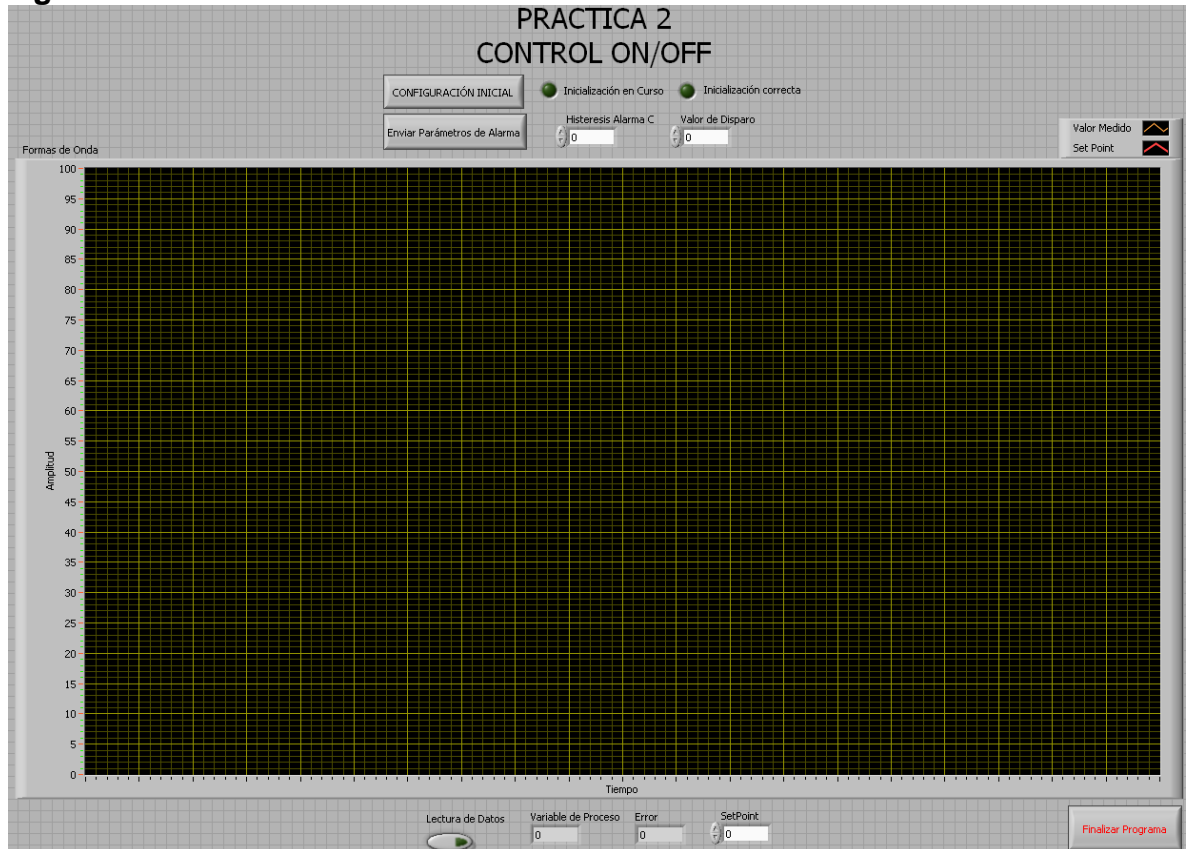 PRACTICA 2
CONTROL ON/OFF
CONFIGURACIÓN INICIAL
Inicialización en Curso
Inicialización correcta
Enviar Parámetros de Alarma
Histeresis Alarma C
0
Valor de Disparo
0
Valor Medido
Set Point
Formas de Onda
100
95
90
85
80
75
70
65
60
55
50
45
40
35
30
25
20
15
10
5
0
Amplitud
Tiempo
Lectura de Datos
Variable de Proceso
0
Error
0
SetPoint
0
Finalizar Programa